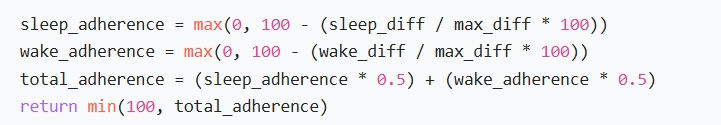 sleep_adherence = max(0, 100 - (sleep_diff / max_diff * 100))
wake_adherence = max(0, 100 - (wake_diff / max_diff * 100))
total_adherence = (sleep_adherence * 0.5) + (wake_adherence * 0.5)
return min(100, total_adherence)